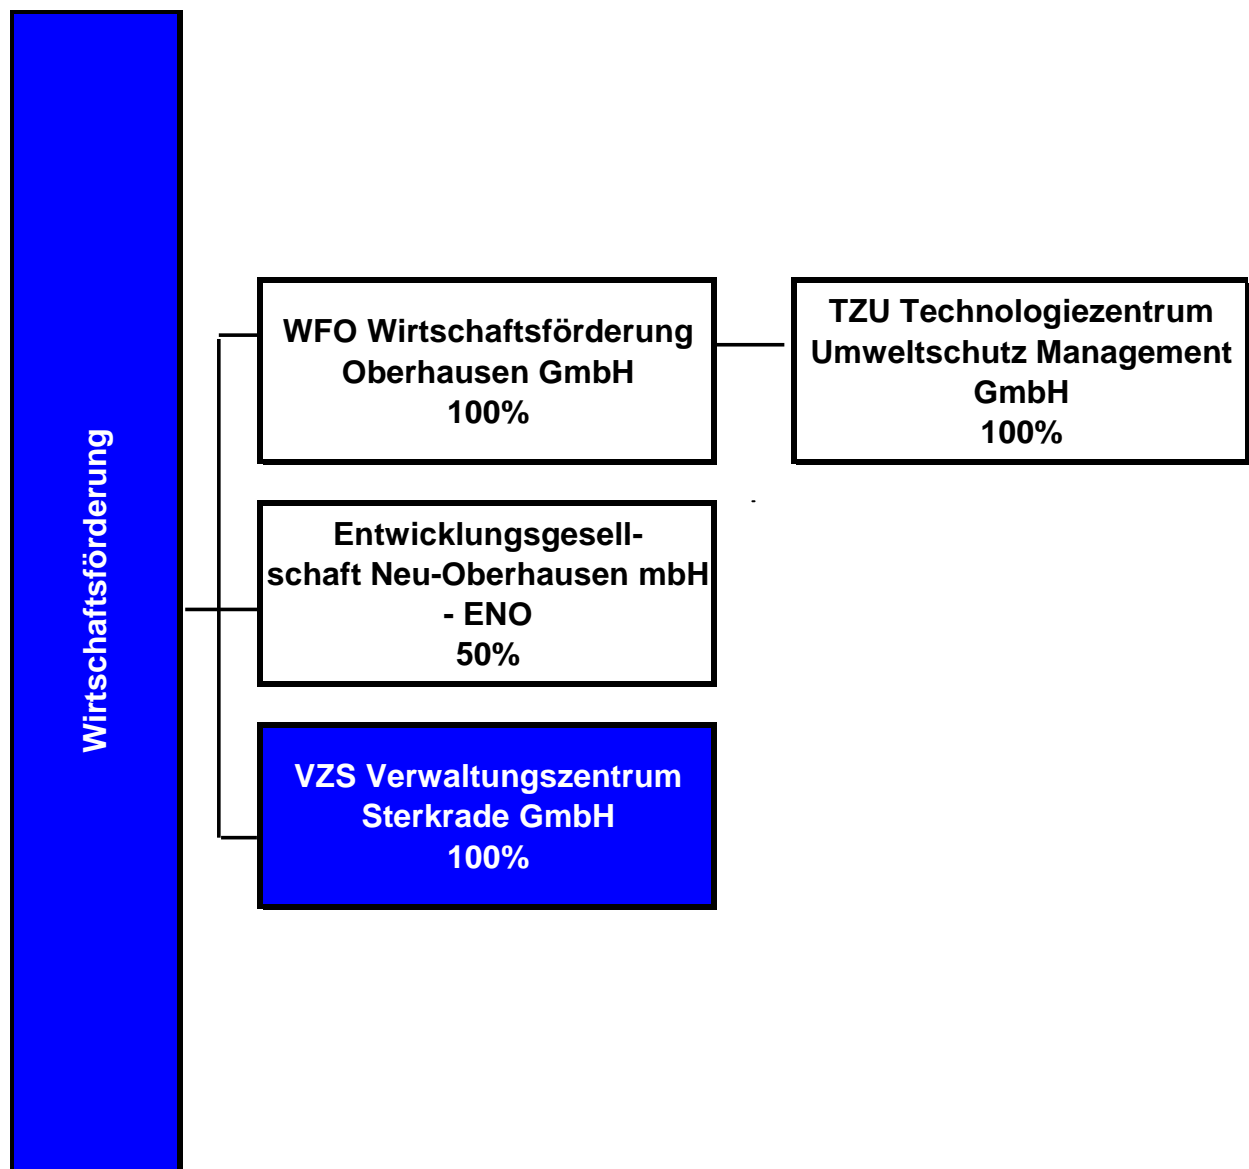 Wirtschaftsförderung
WFO Wirtschaftsförderung
Oberhausen GmbH
100%
TZU Technologiezentrum
Umweltschutz Management
GmbH
100%
Entwicklungsgesell-
schaft Neu-Oberhausen mbH
- ENO
50%
VZS Verwaltungszentrum
Sterkrade GmbH
100%